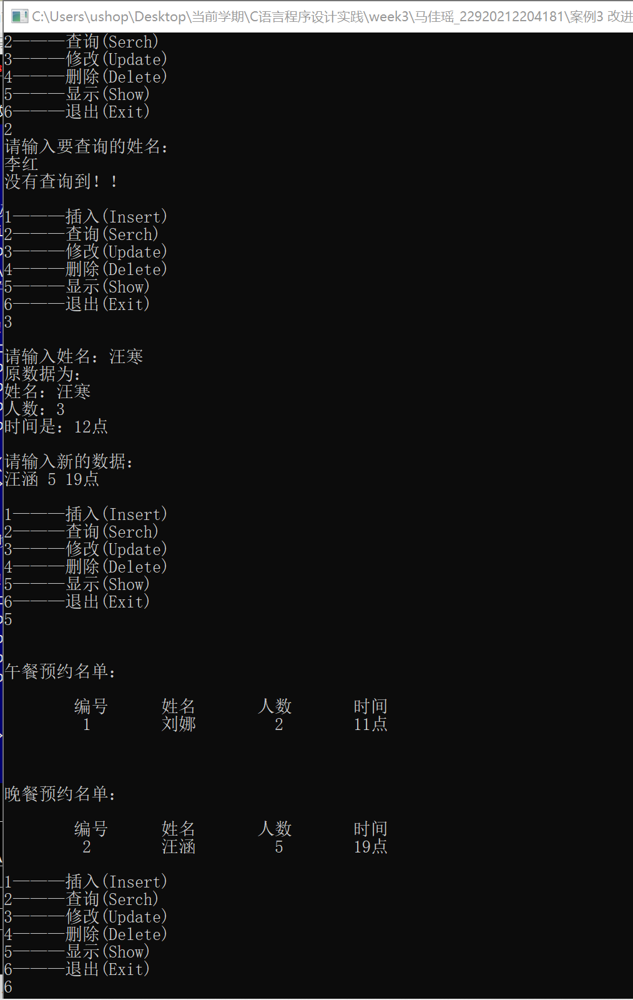 C:\Users\ushop\Desktop\当前学期\C语言程序设计实践\week3\马佳瑶_22920212204181\案例3 改进
2———查询(Serch)
3———修改(Update)
4———删除(Delete)
5———显示(Show)
6———退出(Exit)
2
请输入要查询的姓名：
李红
没有查询到！！
1———插入(Insert)
2———查询(Serch)
3———修改(Update)
4———删除(Delete)
5———显示(Show)
6———退出(Exit)
3
请输入姓名：汪寒
原数据为：
姓名：汪寒
人数：3
时间是：12点
请输入新的数据：
汪涵 5 19点
1———插入(Insert)
2———查询(Serch)
3———修改(Update)
4———删除(Delete)
5———显示(Show)
6———退出(Exit)
5
午餐预约名单：
编号 姓名 人数 时间
1 刘娜 2 11点
晚餐预约名单：
编号 姓名 人数 时间
2 汪涵 5 19点
1———插入(Insert)
2———查询(Serch)
3———修改(Update)
4———删除(Delete)
5———显示(Show)
6———退出(Exit)
6